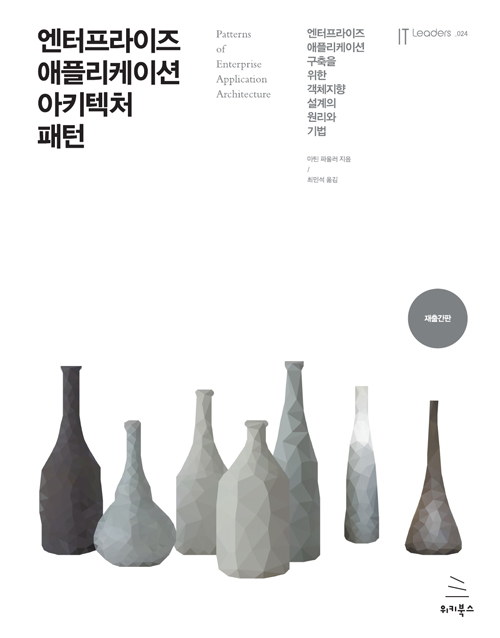 엔터프라이즈
애플리케이션
아키텍처
패턴
Patterns
of
Enterprise
Application
Architecture
엔터프라이즈
애플리케이션
구축을
위한
객체지향
설계의
원리와
기법
마틴 파울러 지음
/
최민석 옮김
IT Leaders _024
재출간판
위키북스